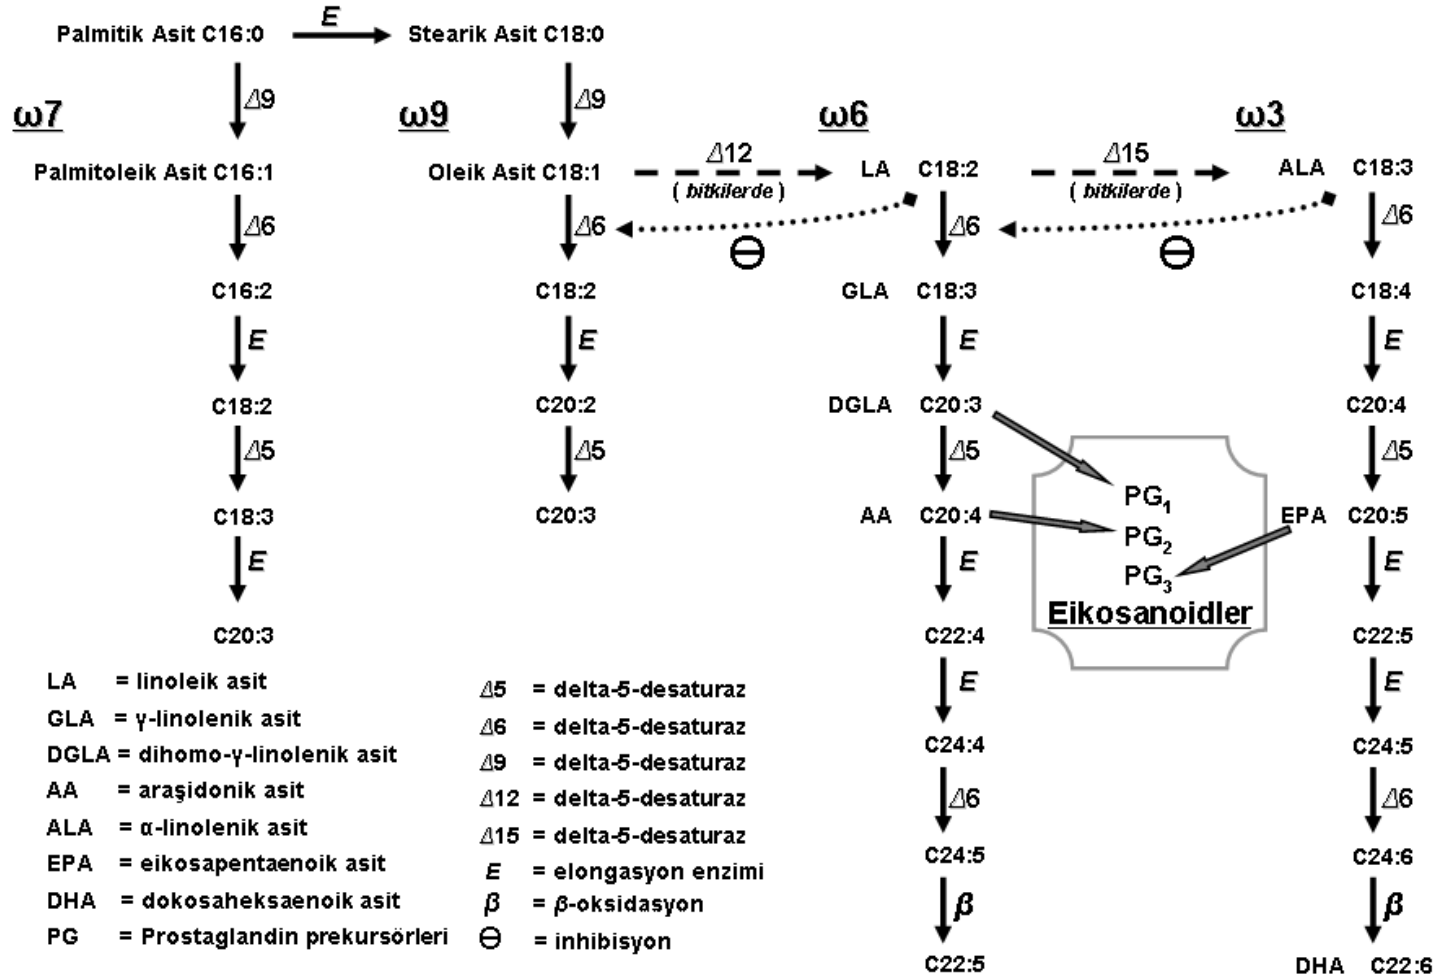 Palmitik Asit C16:0
E
Stearik Asit C18:0
Δ9
Δ9
ω7
ω9
ω6
ω3
Palmitoleik Asit C16:1
Oleik Asit C18:1
Δ12
( bitkilerde )
LA C18:2
Δ15
( bitkilerde )
ALA C18:3
Δ6
Δ6
Δ6
Δ6
C16:2
C18:2
GLA C18:3
C18:4
E
E
E
E
C18:2
C20:2
DGLA C20:3
C20:4
Δ5
Δ5
Δ5
Δ5
C18:3
C20:3
AA C20:4
PG1
PG2
PG3
Eikosanoidler
EPA C20:5
E
E
E
C20:3
C22:4
C22:5
E
E
C24:4
C24:5
Δ6
Δ6
C24:5
C24:6
β
β
C22:5
DHA C22:6
LA = linoleik asit
GLA = γ-linolenik asit
DGLA = dihomo-γ-linolenik asit
AA = araşidonik asit
ALA = α-linolenik asit
EPA = eikosapentaenoik asit
DHA = dokosaheksaenoik asit
PG = Prostaglandin prekursörleri
Δ5 = delta-5-desaturaz
Δ6 = delta-5-desaturaz
Δ9 = delta-5-desaturaz
Δ12 = delta-5-desaturaz
Δ15 = delta-5-desaturaz
E = elongasyon enzimi
β = β-oksidasyon
⊖ = inhibisyon